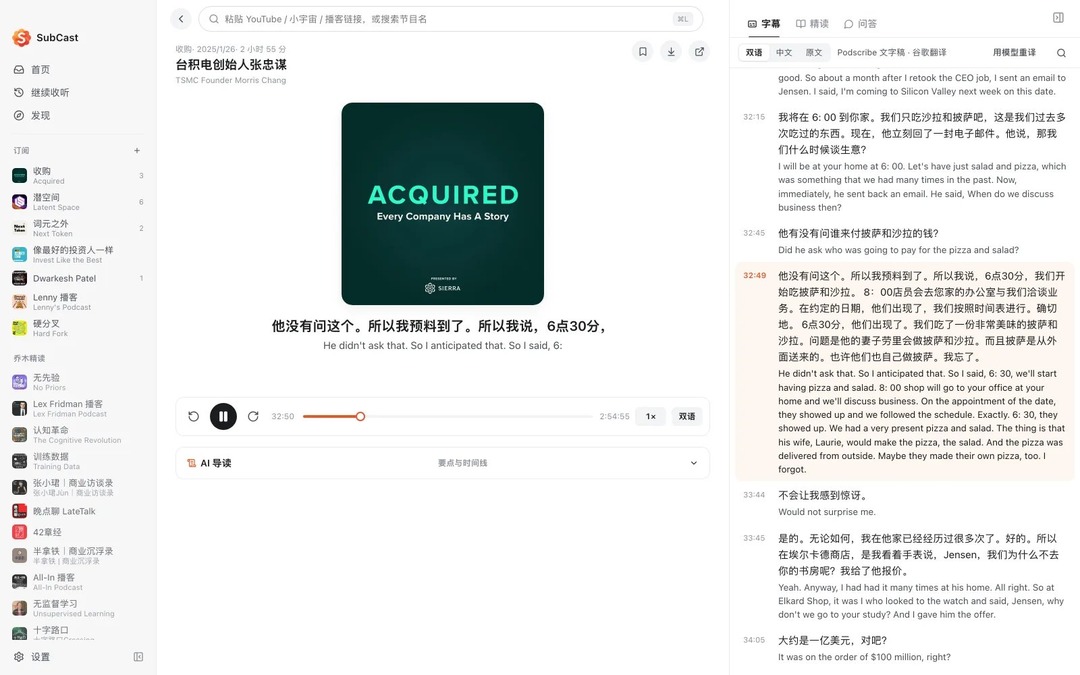 SubCast
首页
继续收听
发现
订阅
收购
Acquired
3
潜空间
Latent Space
6
词元之外
Next Token
2
像最好的投资人一样
Invest Like the Best
Dwarkesh Patel
1
Lenny 播客
Lenny's Podcast
硬分叉
Hard Fork
乔木精读
无先验
No Priors
Lex Fridman 播客
Lex Fridman Podcast
认知革命
The Cognitive Revolution
训练数据
Training Data
张小珺｜商业访谈录
张小珺Jùn｜商业访谈录
晚点聊 LateTalk
42章经
半拿铁｜商业沉浮录
半拿铁 | 商业沉浮录
All-In 播客
All-In Podcast
无监督学习
Unsupervised Learning
十字路口
设置
粘贴 YouTube / 小宇宙 / 播客链接，或搜索节目名
⌘L
收购· 2025/1/26· 2 小时 55 分
台积电创始人张忠谋
TSMC Founder Morris Chang
ACQUIRED
Every Company Has A Story
PRESENTED BY
SIERRA
他没有问这个。所以我预料到了。所以我说，6点30分，
He didn't ask that. So I anticipated that. So I said, 6:
32:50
2:54:55
1×
双语
AI 导读
要点与时间线
字幕
精读
问答
双语
中文
原文
Podscribe 文字稿 · 谷歌翻译
用模型重译
good. So about a month after I retook the CEO job, I sent an email to
Jensen. I said, I'm coming to Silicon Valley next week on this date.
32:15
我将在 6: 00 到你家。我们只吃沙拉和披萨吧，这是我们过去多
次吃过的东西。现在，他立刻回了一封电子邮件。他说，那我
们什么时候谈生意？
I will be at your home at 6: 00. Let's have just salad and pizza, which
was something that we had many times in the past. Now,
immediately, he sent back an email. He said, When do we discuss
business then?
32:45
他有没有问谁来付披萨和沙拉的钱？
Did he ask who was going to pay for the pizza and salad?
32:49
他没有问这个。所以我预料到了。所以我说，6点30分，我们开
始吃披萨和沙拉。 8： 00店员会去您家的办公室与我们洽谈业
务。在约定的日期，他们出现了，我们按照时间表进行。确切
地。 6点30分，他们出现了。我们吃了一份非常美味的披萨和
沙拉。问题是他的妻子劳里会做披萨和沙拉。而且披萨是从外
面送来的。也许他们也自己做披萨。我忘了。
He didn't ask that. So I anticipated that. So I said, 6: 30, we'll start
having pizza and salad. 8: 00 shop will go to your office at your
home and we'll discuss business. On the appointment of the date,
they showed up and we followed the schedule. Exactly. 6: 30, they
showed up. We had a very present pizza and salad. The thing is that
his wife, Laurie, would make the pizza, the salad. And the pizza was
delivered from outside. Maybe they made their own pizza, too. I
forgot.
33:44
不会让我感到惊讶。
Would not surprise me.
33:45
是的。无论如何，我在他家已经经历过很多次了。好的。所以
在埃尔卡德商店，是我看着手表说，Jensen，我们为什么不去
你的书房呢？我给了他报价。
Yeah. Anyway, I had had it many times at his home. All right. So at
Elkard Shop, it was I who looked to the watch and said, Jensen, why
don't we go to your study? And I gave him the offer.
34:05
大约是一亿美元，对吧？
It was on the order of $100 million, right?